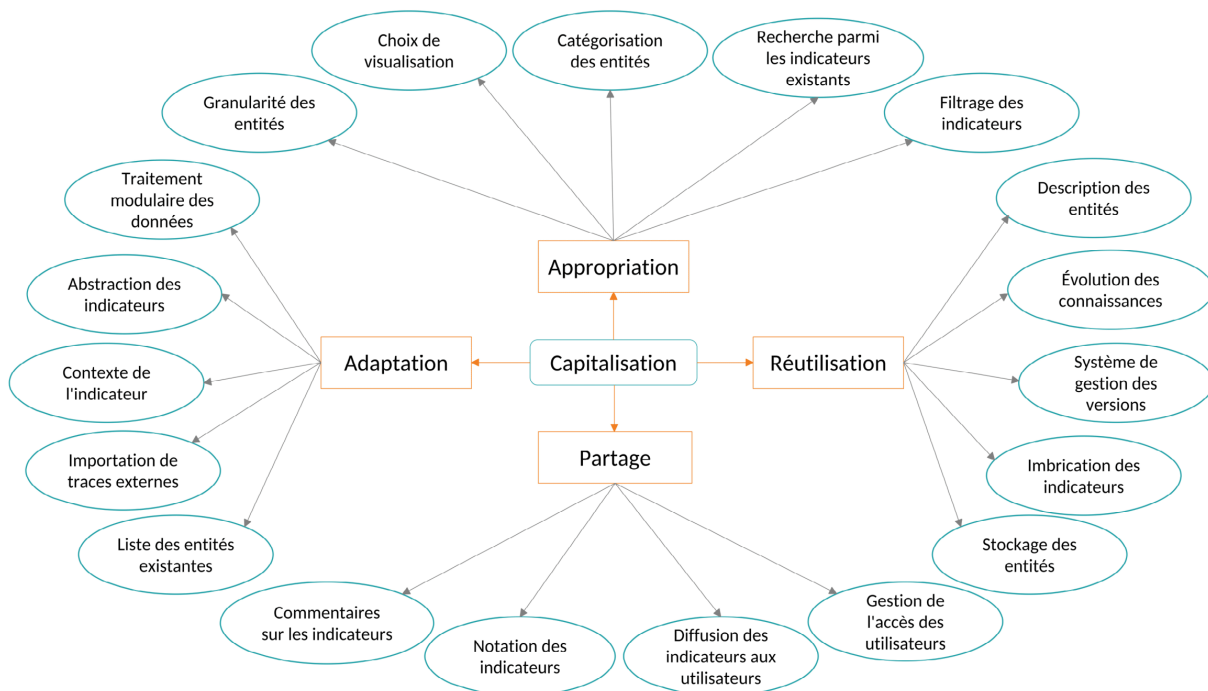 Choix de
visualisation
Catégorisation
des entités
Recherche parmi
les indicateurs
existants
Granularité des
entités
Filtrage des
indicateurs
Traitement
modulaire des
données
Description des
entités
Appropriation
Abstraction des
indicateurs
Évolution des
connaissances
Adaptation
Capitalisation
Réutilisation
Contexte de
l'indicateur
Système de
gestion des
versions
Partage
Importation de
traces externes
Imbrication des
indicateurs
Liste des entités
existantes
Stockage des
entités
Commentaires
sur les indicateurs
Notation des
indicateurs
Diffusion des
indicateurs aux
utilisateurs
Gestion de
l'accès des
utilisateurs